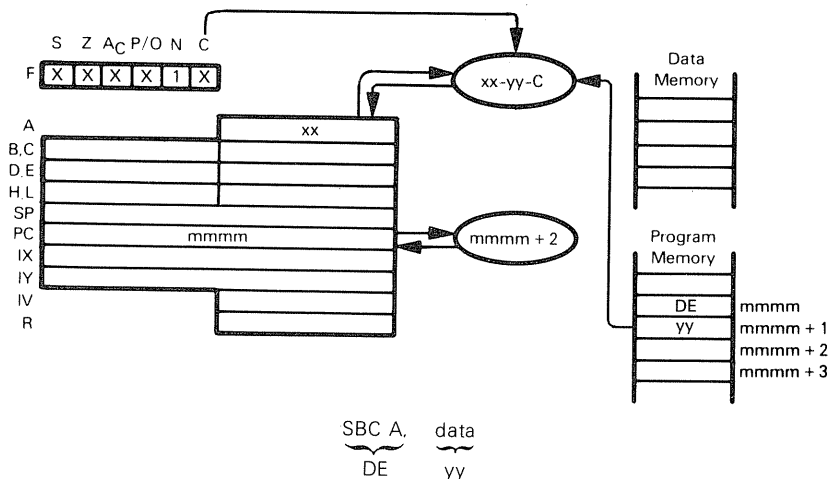 S Z AC P/O N C
F X X X X 1 X
xx-yy-C
Data
Memory
A xx
B,C
D,E
H,L
SP
PC mmmm
mmmm + 2
IX
IY
IV
R
Program
Memory
DE mmmm
yy mmmm + 1
mmmm + 2
mmmm + 3
SBC A, data
DE yy